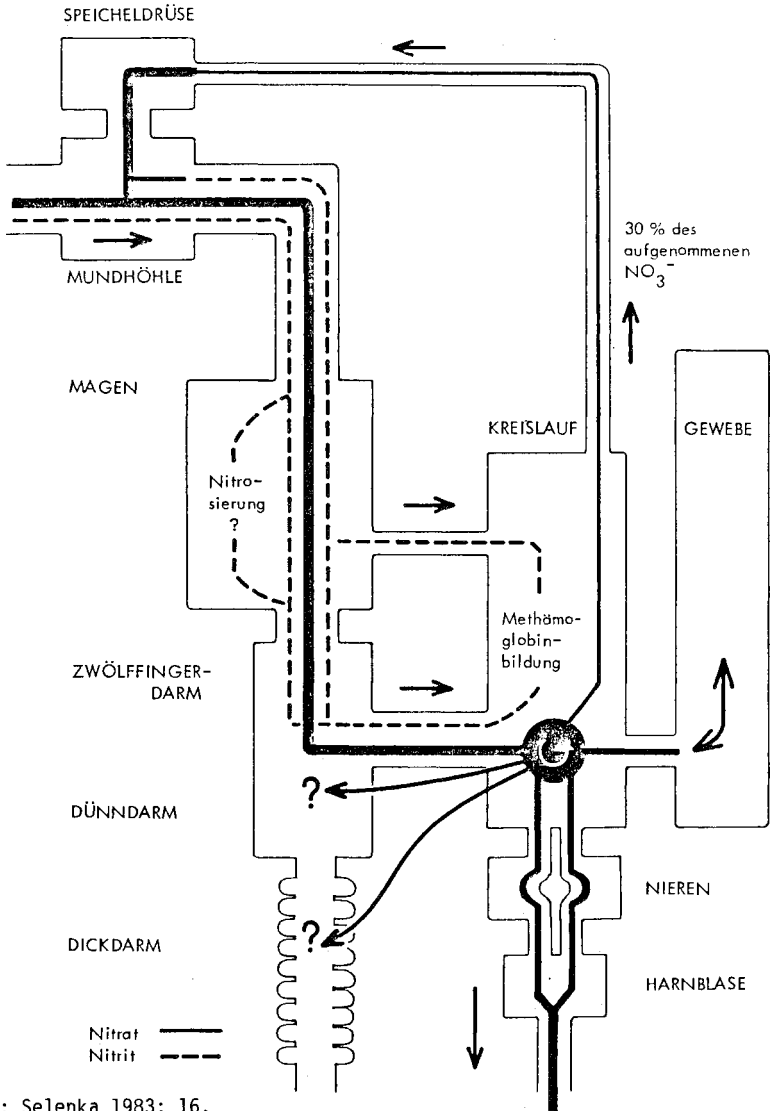 SPEICHELDRÜSE
MUNDHÖHLE
30 % des
aufgenommenen
NO3-
MAGEN
KREISLAUF
GEWEBE
Nitro-
sierung
?
Methämo-
globin-
bildung
ZWÖLFFINGER-
DARM
?
DÜNNDARM
NIEREN
?
DICKDARM
HARNBLASE
Nitrat
Nitrit
: Selenka 1983: 16.